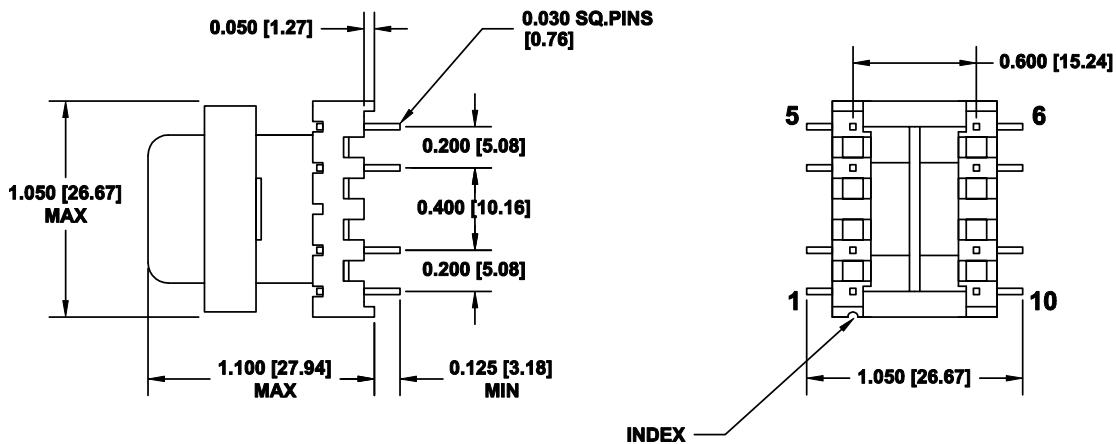 0.050 [1.27]
0.030 SQ.PINS
[0.76]
0.200 [5.08]
1.050 [26.67]
MAX
0.400 [10.16]
0.200 [5.08]
1.100 [27.94]
MAX
0.125 [3.18]
MIN
0.600 [15.24]
5
6
1
10
1.050 [26.67]
INDEX